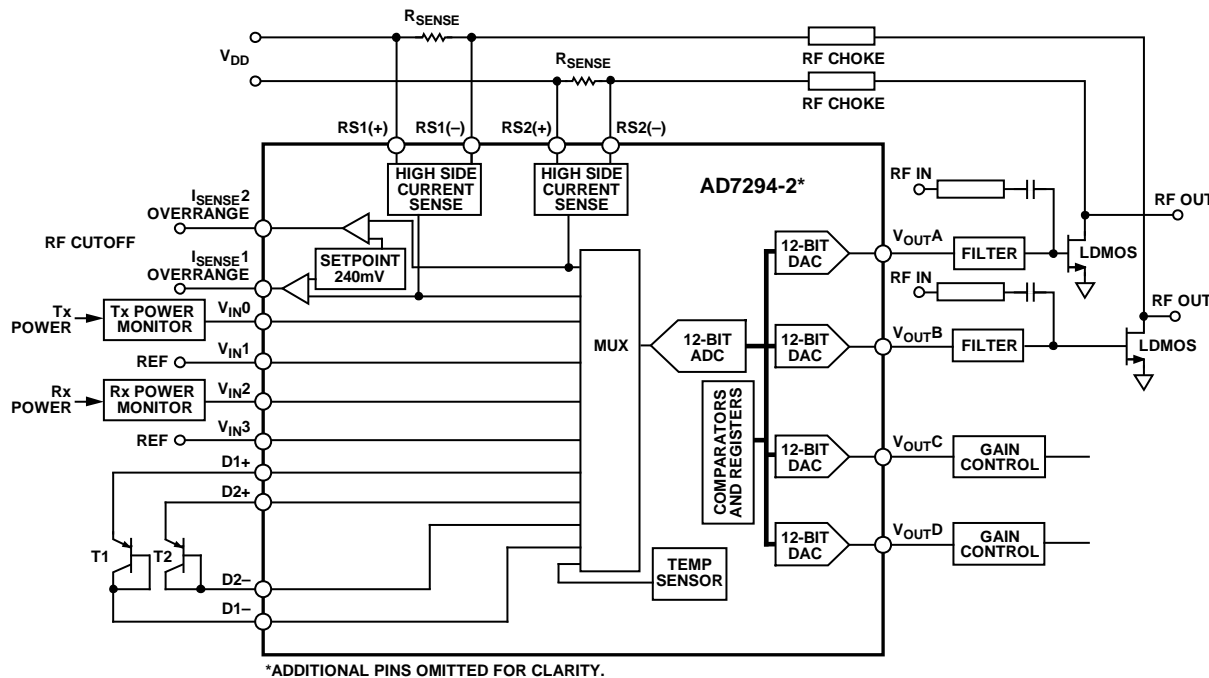 RSENSE
VDD
RSENSE
RF CHOKE
RF CHOKE
RS1(+)
RS1(–)
RS2(+)
RS2(–)
HIGH SIDE
CURRENT
SENSE
HIGH SIDE
CURRENT
SENSE
AD7294-2*
RF IN
RF OUT
ISENSE2
OVERRANGE
RF CUTOFF
ISENSE1
OVERRANGE
SETPOINT
240mV
12-BIT
DAC
VOUTA
FILTER
LDMOS
RF IN
RF OUT
Tx
POWER
Tx POWER
MONITOR
VIN0
MUX
12-BIT
ADC
12-BIT
DAC
VOUTB
FILTER
LDMOS
REF
VIN1
Rx
POWER
Rx POWER
MONITOR
VIN2
REF
VIN3
COMPARATORS
AND REGISTERS
12-BIT
DAC
VOUTC
GAIN
CONTROL
D1+
D2+
T1
T2
12-BIT
DAC
VOUTD
GAIN
CONTROL
TEMP
SENSOR
D2–
D1–
*ADDITIONAL PINS OMITTED FOR CLARITY.